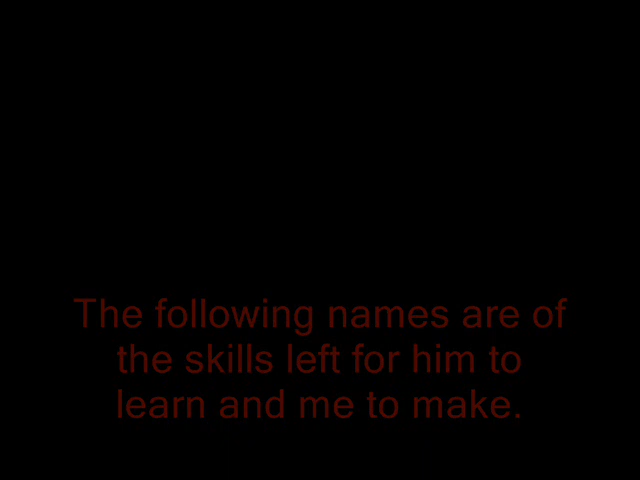 The following names are of
the skills left for him to
learn and me to make.